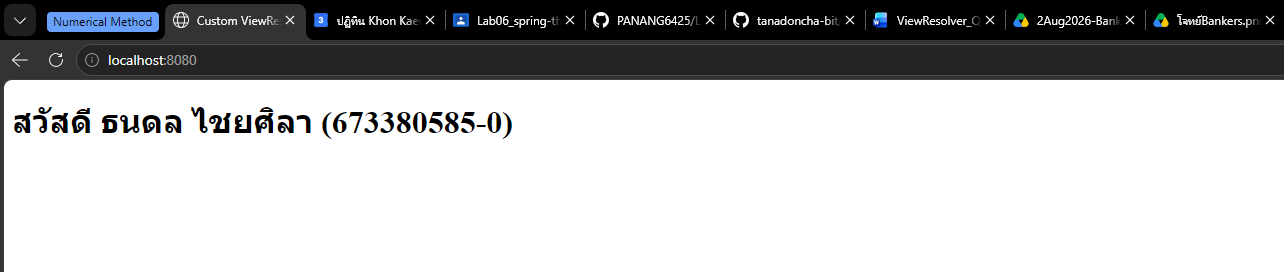 Numerical Method
Custom ViewRe
ปฏิทิน Khon Kae
Lab06_spring-th
PANANG6425/L
tanadoncha-bit/
ViewResolver_Q
2Aug2026-Bank
โจทย์Bankers.pn
localhost:8080
สวัสดี ธนดล ไชยศิลา (673380585-0)